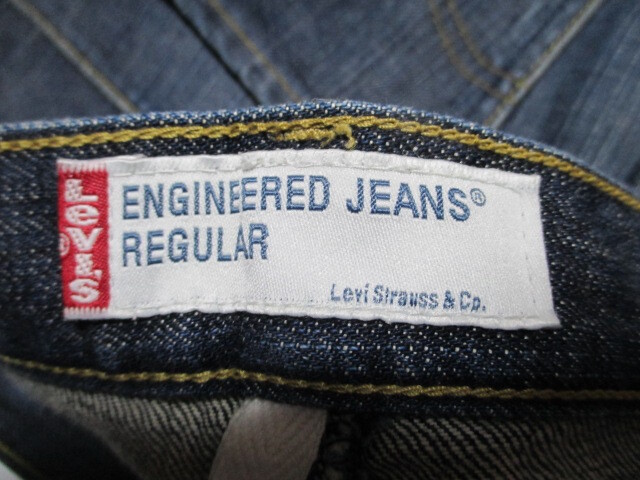 LEVI'S®
ENGINEERED JEANS®
REGULAR
Levi Strauss & Co.